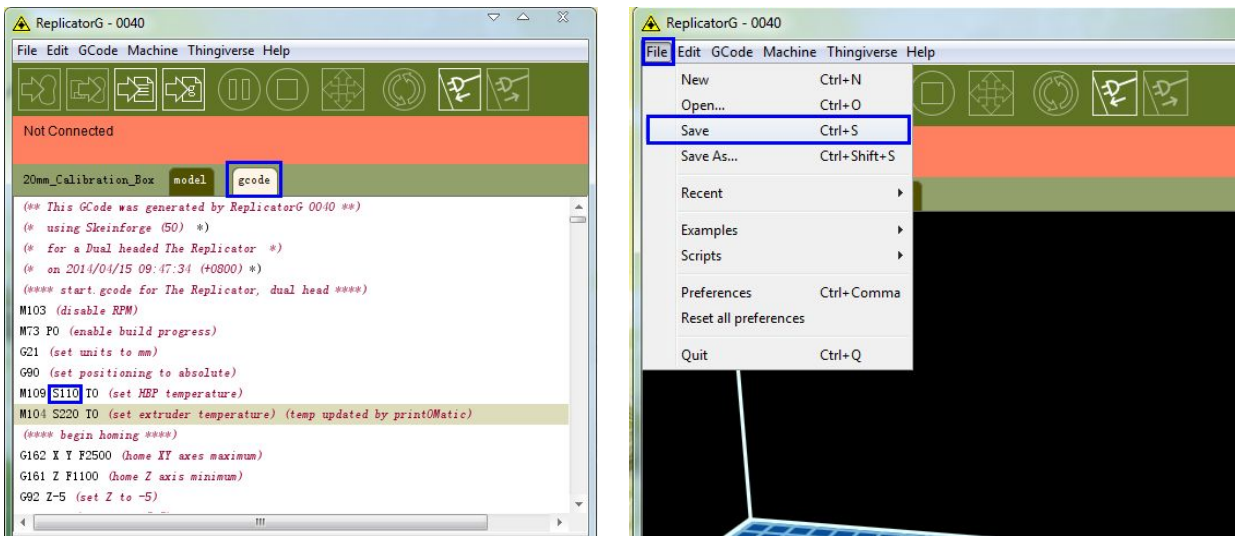 ReplicatorG - 0040
File Edit GCode Machine Thingiverse Help
Not Connected
20mm_Calibration_Box model gcode
(** This GCode was generated by ReplicatorG 0040 **)
(* using Skeinforge (50) *)
(* for a Dual headed The Replicator *)
(* on 2014/04/15 09:47:34 (+0800) *)
(**** start.gcode for The Replicator, dual head ****)
M103 (disable RPM)
M73 P0 (enable build progress)
G21 (set units to mm)
G90 (set positioning to absolute)
M109 S110 T0 (set HBP temperature)
M104 S220 T0 (set extruder temperature) (temp updated by printOMatic)
(**** begin homing ****)
G162 X Y F2500 (home XY axes maximum)
G161 Z F1100 (home Z axis minimum)
G92 Z-5 (set Z to -5)
ReplicatorG - 0040
File Edit GCode Machine Thingiverse Help
New Ctrl+N
Open... Ctrl+O
Save Ctrl+S
Save As... Ctrl+Shift+S
Recent
Examples
Scripts
Preferences Ctrl+Comma
Reset all preferences
Quit Ctrl+Q